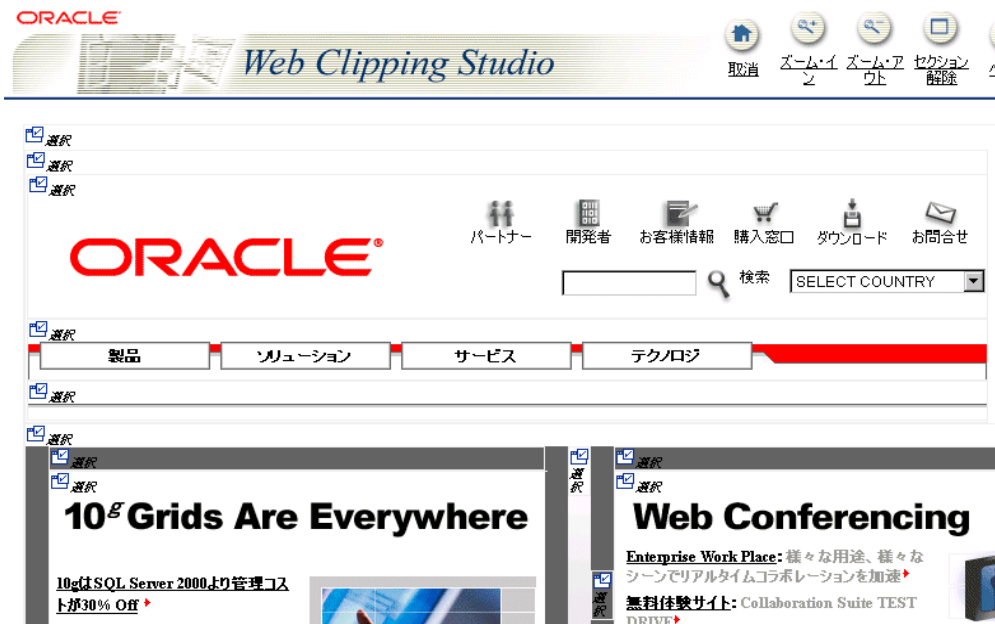 ORACLE
Web Clipping Studio
取消
ズーム・イ
ン
ズーム・ア
ウト
セクション
解除
選択
選択
選択
ORACLE®
パートナー 開発者 お客様情報 購入窓口 ダウンロード お問合せ
検索 SELECT COUNTRY
選択
製品 ソリューション サービス テクノロジ
選択
選択
選択
選択
10g Grids Are Everywhere
10gはSQL Server 2000より管理コス
トが30% Off
選択
選択
選択
選択
Web Conferencing
Enterprise Work Place: 様々な用途、様々な
シーンでリアルタイムコラボレーションを加速
無料体験サイト: Collaboration Suite TEST
DRIVE